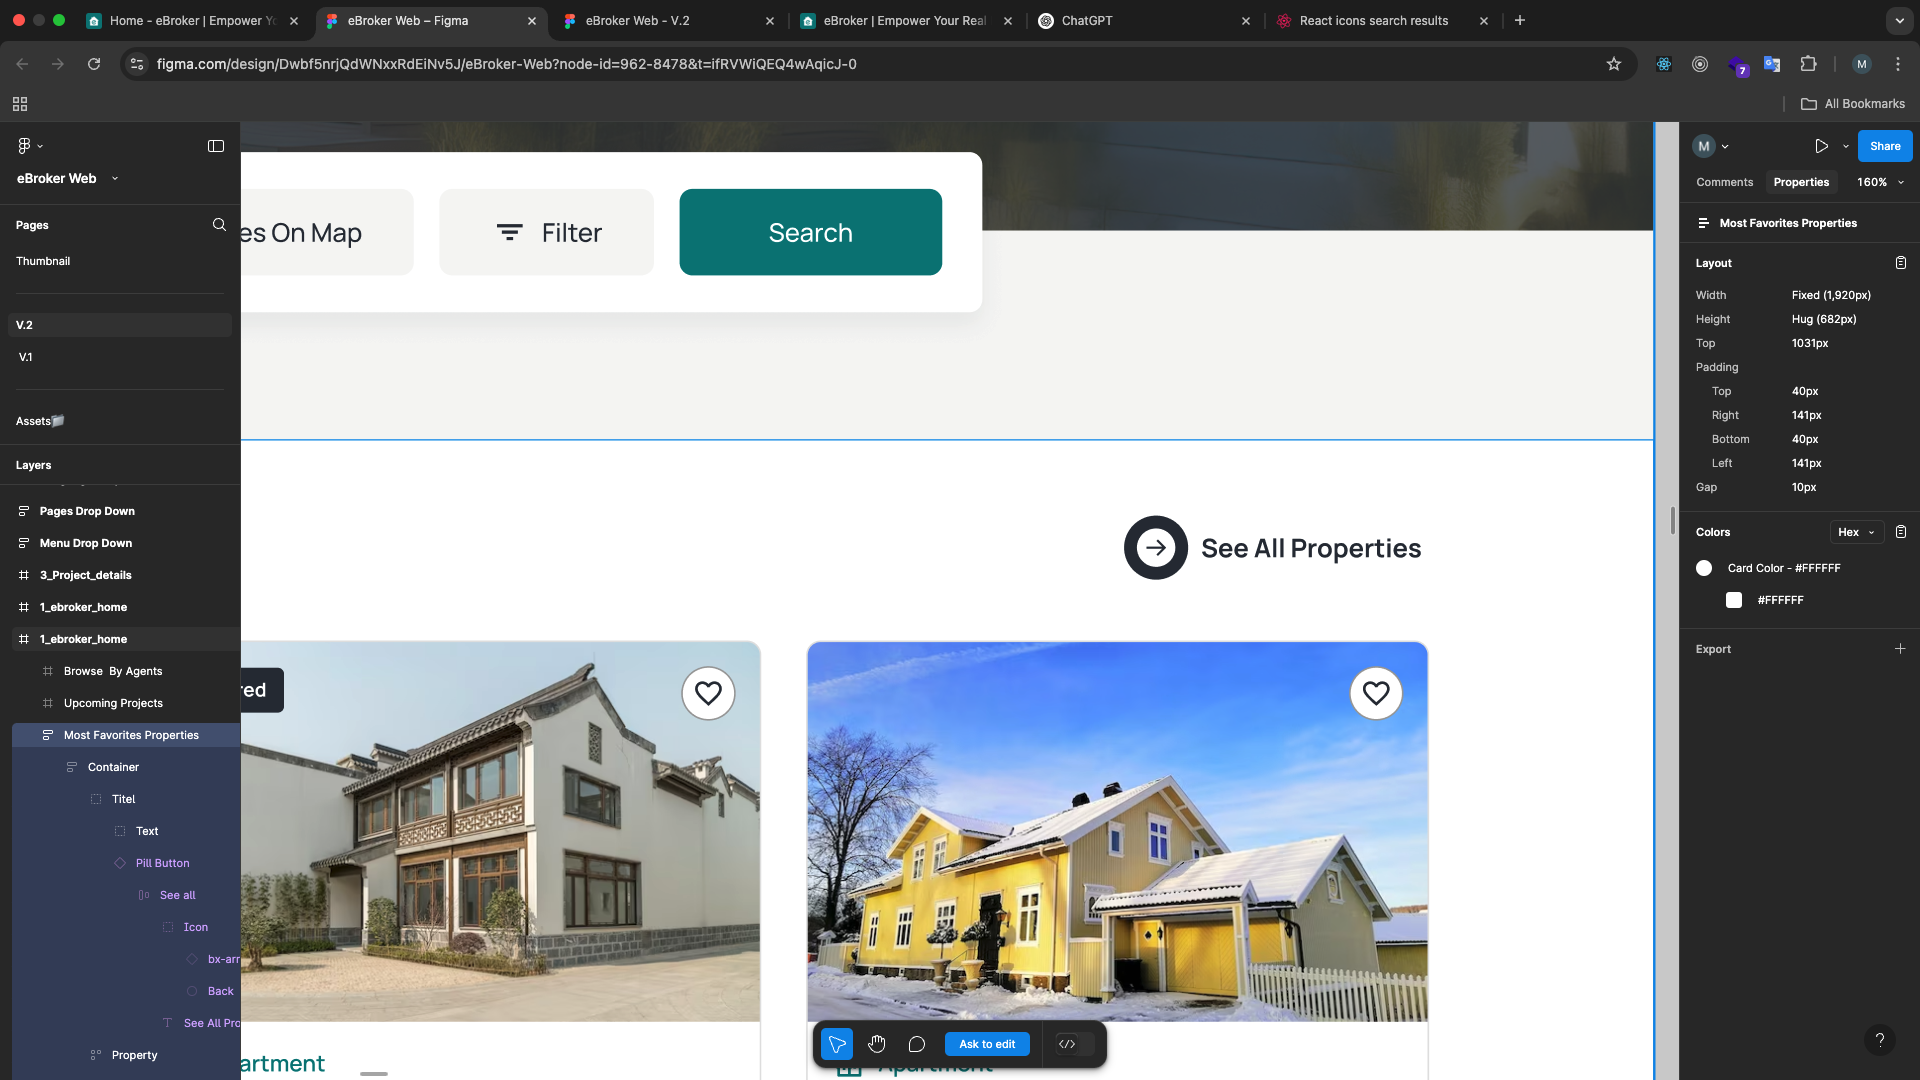 Home - eBroker | Empower Yo
eBroker Web – Figma
eBroker Web - V.2
eBroker | Empower Your Real
ChatGPT
React icons search results
figma.com/design/Dwbf5nrjQdWNxxRdEiNv5J/eBroker-Web?node-id=962-8478&t=ifRVWiQEQ4wAqicJ-0
7
M
All Bookmarks
eBroker Web
Pages
Thumbnail
V.2
V.1
Assets
Layers
Pages Drop Down
Menu Drop Down
3_Project_details
1_ebroker_home
1_ebroker_home
Browse By Agents
Upcoming Projects
Most Favorites Properties
Container
Titel
Text
Pill Button
See all
Icon
bx-arr
Back
See All Pro
Property
es On Map
Filter
Search
See All Properties
red
artment
Apartment
Ask to edit
M
Share
Comments
Properties
160%
Most Favorites Properties
Layout
Width
Fixed (1,920px)
Height
Hug (682px)
Top
1031px
Padding
Top
40px
Right
141px
Bottom
40px
Left
141px
Gap
10px
Colors
Hex
Card Color - #FFFFFF
#FFFFFF
Export
?